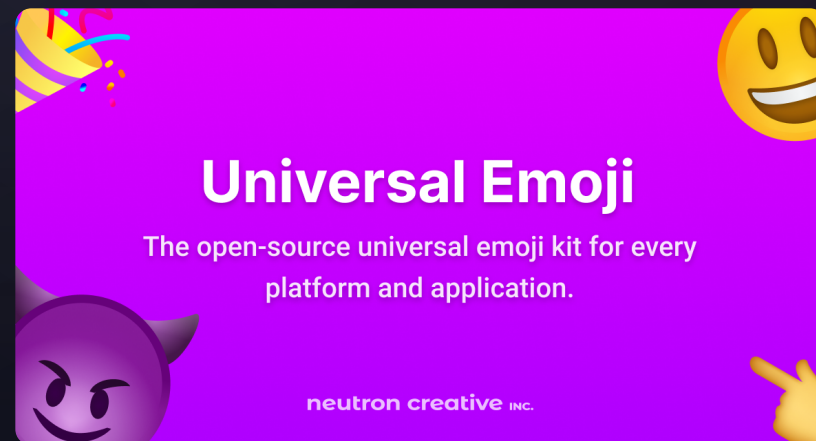 Universal Emoji
The open-source universal emoji kit for every
platform and application.
neutron creative INC.